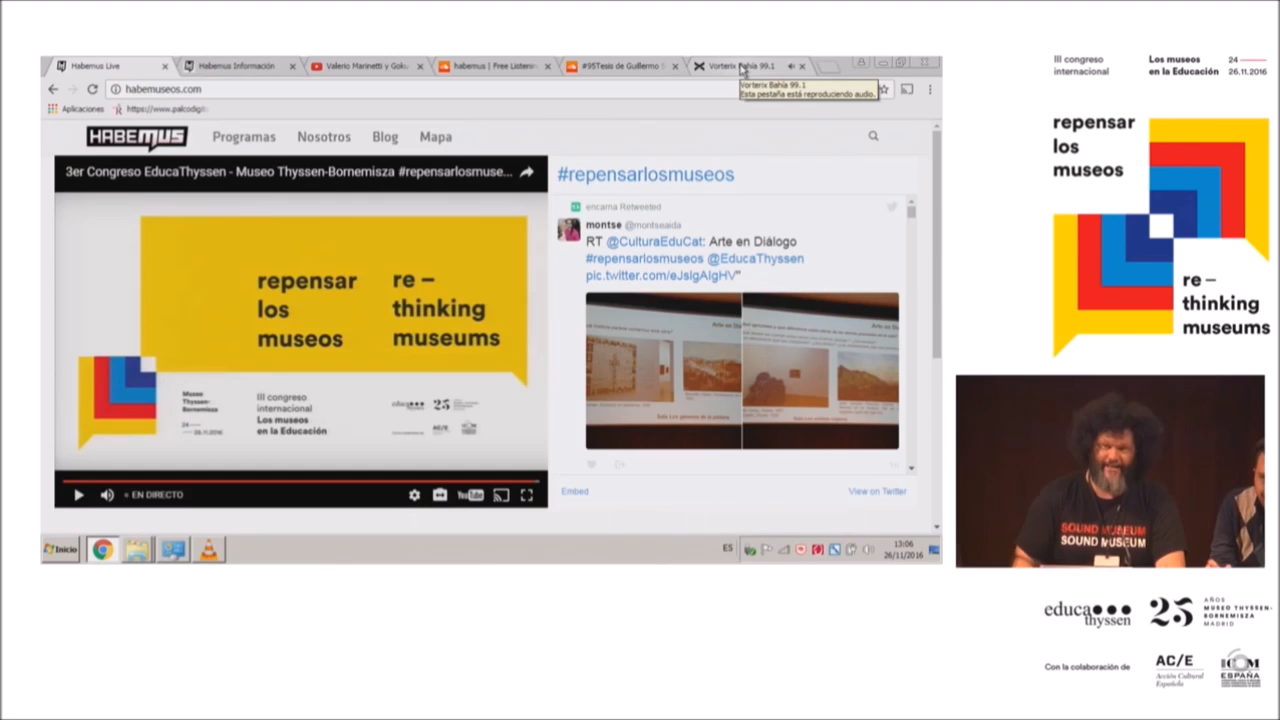 Habemus Live
Habemus Información
Valerio Marinetti y Goku
habemus | Free Listenin
#95Tesis de Guillermo S
Vorterix Bahía 99.1
habemuseos.com
Vorterix Bahía 99.1
Esta pestaña está reproduciendo audio.
Aplicaciones
https://www.palcodigit
HABEMUS
Programas
Nosotros
Blog
Mapa
3er Congreso EducaThyssen - Museo Thyssen-Bornemisza #repensarlosmuse...
repensar
los
museos
re –
thinking
museums
Museo
Thyssen-
Bornemisza
III congreso
internacional
Los museos
en la Educación
EN DIRECTO
You Tube
#repensarlosmuseos
encarna Retweeted
montse @montseaida
RT @CulturaEduCat: Arte en Diálogo
#repensarlosmuseos @EducaThyssen
pic.twitter.com/eJsIgAIgHV"
Embed
View on Twitter
Inicio
ES
13:06
26/11/2016
III congreso
internacional
Los museos
en la Educación
24
26.11.2016
repensar
los
museos
re –
thinking
museums
SOUND MUSEUM
SOUND MUSEUM
educa
thyssen
25
AÑOS
MUSEO THYSSEN-
BORNEMISZA
MADRID
Con la colaboración de
AC/E
Acción Cultural
Española
ICOM
ESPAÑA